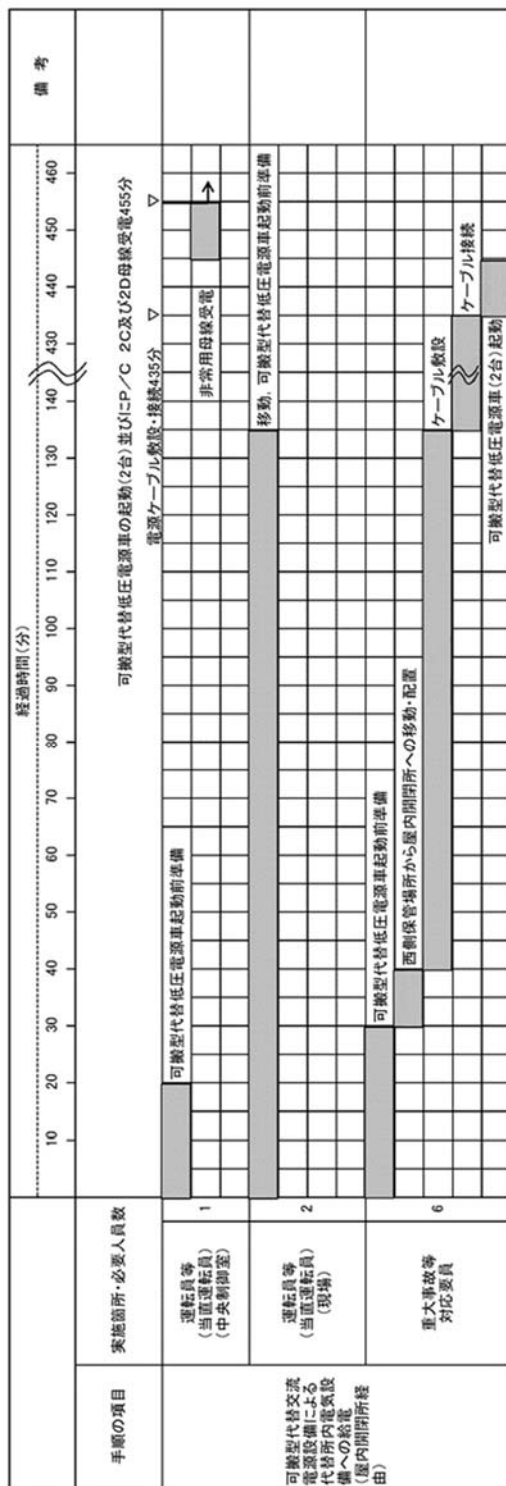 手順の項目
実施箇所・必要人員数
経過時間(分)
備考
10 20 30 40 50 60 70 80 90 100 110 120 130 140 430 440 450 460
可搬型代替低圧電源車の起動(2台)並びにP/C 2C及び2D母線受電455分
電源ケーブル敷設・接続435分
▽
▽
可搬型代替交流
電源設備による
代替所内電気設
備への給電
(屋内開閉所経
由)
運転員等
(当直運転員)
(中央制御室)
1
可搬型代替低圧電源車起動前準備
非常用母線受電
運転員等
(当直運転員)
(現場)
2
移動，可搬型代替低圧電源車起動前準備
重大事故等
対応要員
6
可搬型代替低圧電源車起動前準備
西側保管場所から屋内開閉所への移動・配置
ケーブル敷設
ケーブル接続
可搬型代替低圧電源車(2台)起動